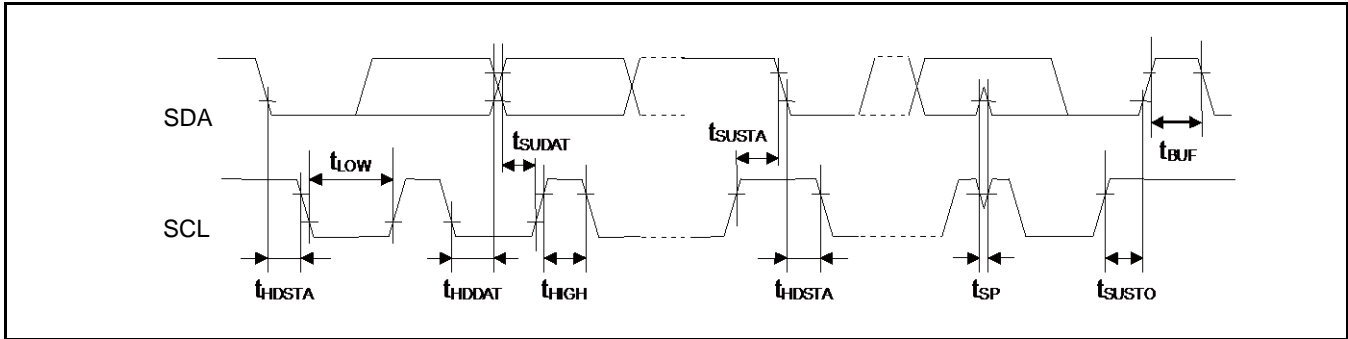 SDA
tSUDAT
tSUSTA
tBUF
tLOW
SCL
tHDSTA
tHDDAT
tHIGH
tHDSTA
tSP
tSUSTO